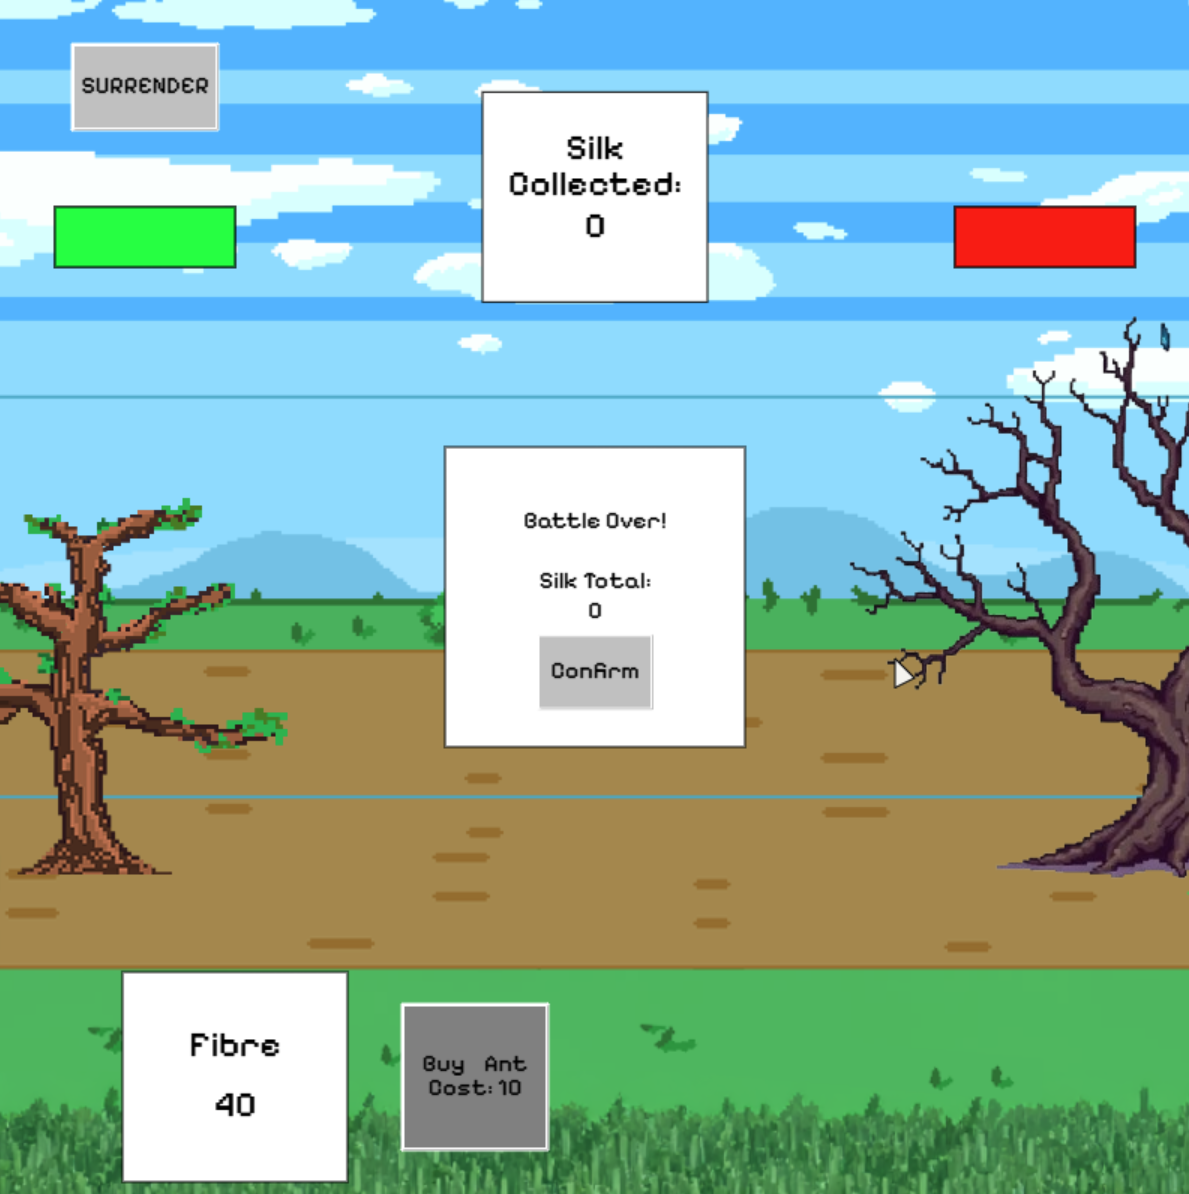 SURRENDER
Silk
Collected:
0
Battle Over!
Silk Total:
0
Confirm
Fibre
40
Buy Ant
Cost: 10